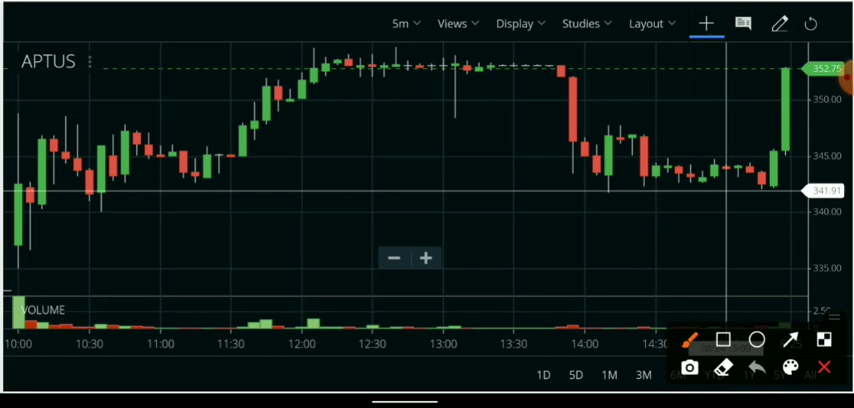 5m Views Display Studies Layout
APTUS
352.75
350.00
345.00
341.91
340.00
335.00
VOLUME
2.50
10:00 10:30 11:00 11:30 12:00 12:30 13:00 13:30 14:00 14:30
1D 5D 1M 3M